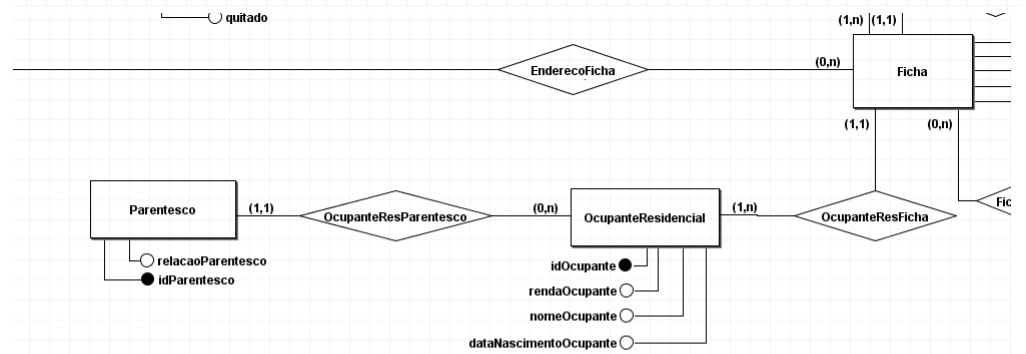 quitado
(1,n) (1,1)
EnderecoFicha
(0,n)
Ficha
(1,1)
(0,n)
Parentesco
(1,1)
OcupanteResParentesco
(0,n)
OcupanteResidencial
(1,n)
OcupanteResFicha
Fic
relacaoParentesco
idParentesco
idOcupante
rendaOcupante
nomeOcupante
dataNascimentoOcupante